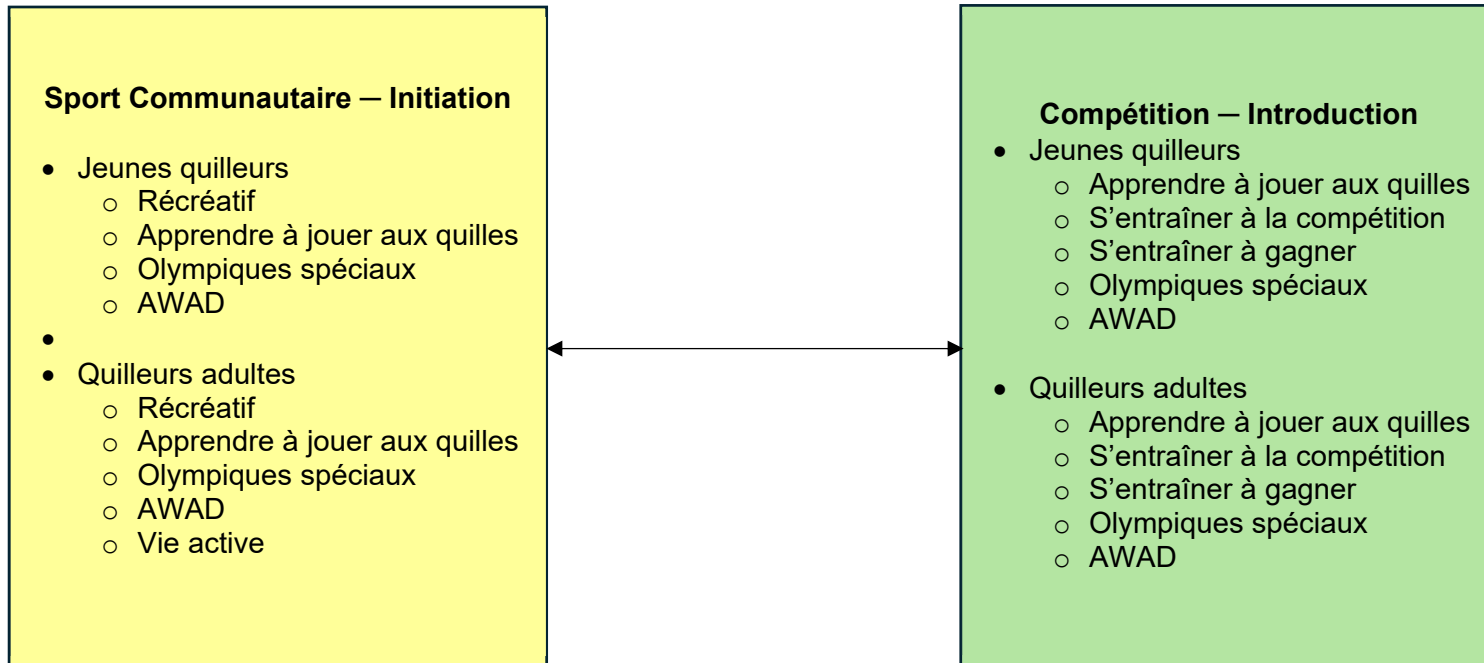 Sport Communautaire – Initiation
• Jeunes quilleurs
o Récréatif
o Apprendre à jouer aux quilles
o Olympiques spéciaux
o AWAD
•
• Quilleurs adultes
o Récréatif
o Apprendre à jouer aux quilles
o Olympiques spéciaux
o AWAD
o Vie active
Compétition – Introduction
• Jeunes quilleurs
o Apprendre à jouer aux quilles
o S’entraîner à la compétition
o S’entraîner à gagner
o Olympiques spéciaux
o AWAD
• Quilleurs adultes
o Apprendre à jouer aux quilles
o S’entraîner à la compétition
o S’entraîner à gagner
o Olympiques spéciaux
o AWAD